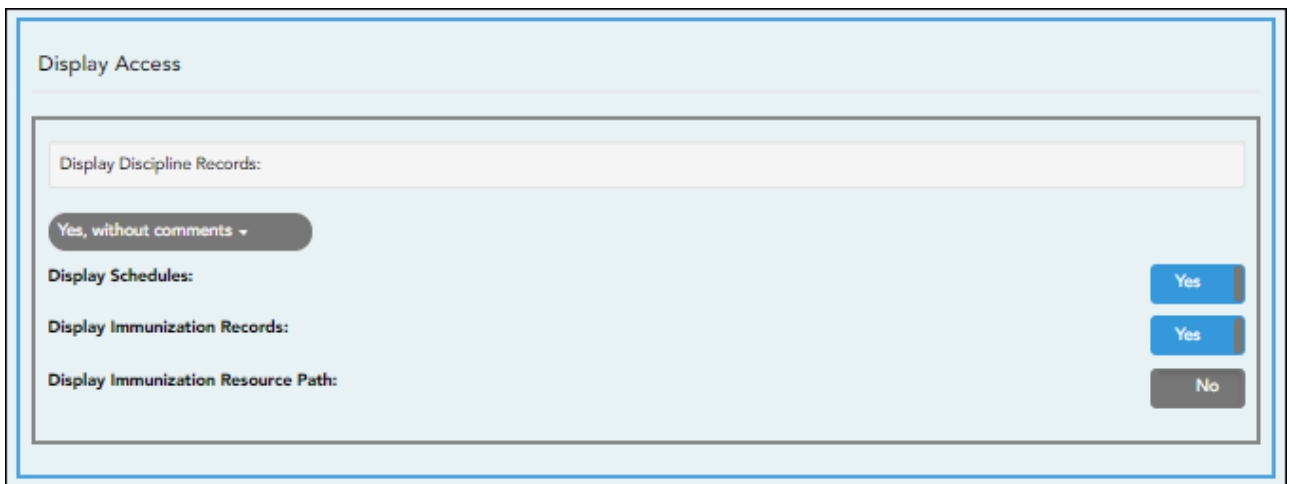 Display Access
Display Discipline Records:
Yes, without comments
Display Schedules:
Yes
Display Immunization Records:
Yes
Display Immunization Resource Path:
No